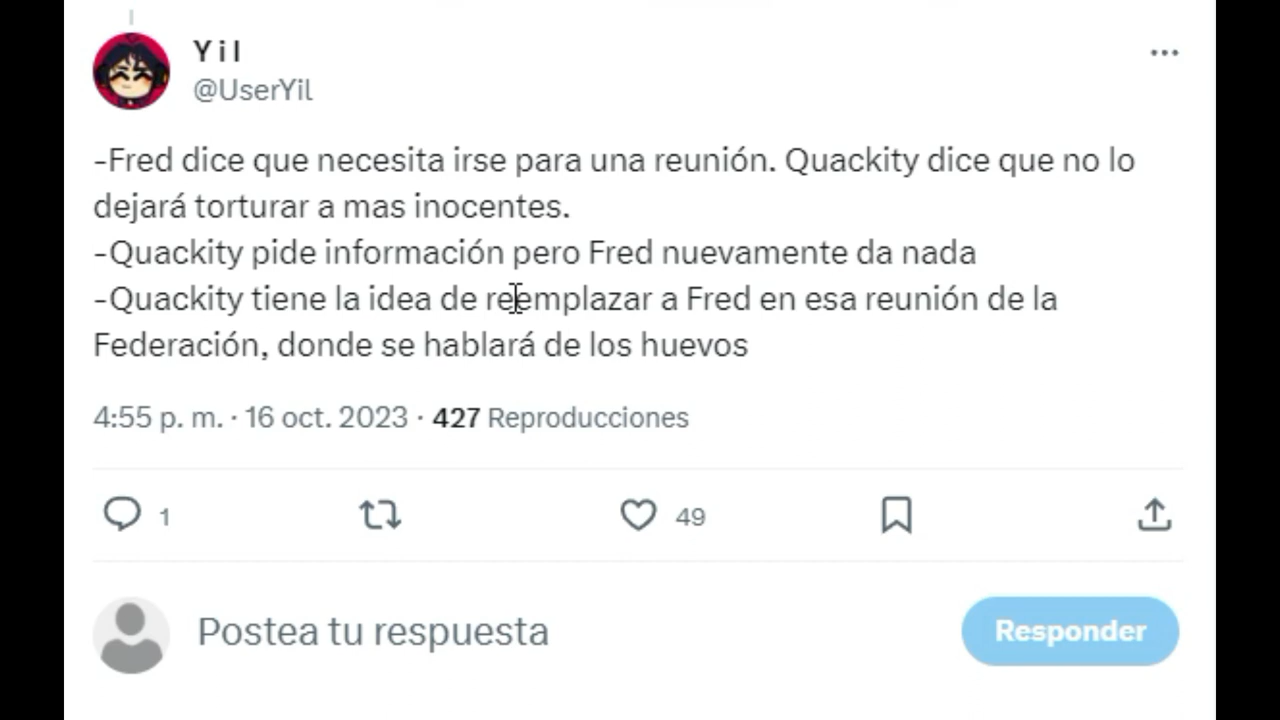 Yil
@UserYil
-Fred dice que necesita irse para una reunión. Quackity dice que no lo
dejará torturar a mas inocentes.
-Quackity pide información pero Fred nuevamente da nada
-Quackity tiene la idea de reemplazar a Fred en esa reunión de la
Federación, donde se hablará de los huevos
4:55 p. m. · 16 oct. 2023 · 427 Reproducciones
1 49
Postea tu respuesta Responder